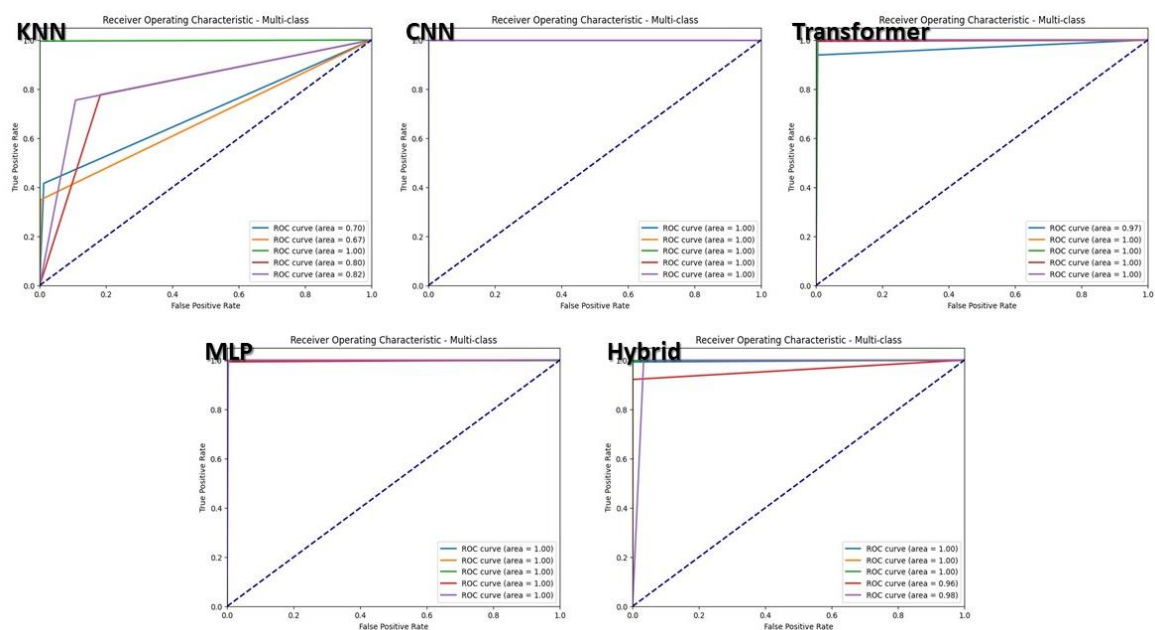 KNN
Receiver Operating Characteristic - Multi-class
1.0
0.8
0.6
0.4
0.2
0.0
True Positive Rate
ROC curve (area = 0.70)
ROC curve (area = 0.67)
ROC curve (area = 1.00)
ROC curve (area = 0.80)
ROC curve (area = 0.82)
0.0 0.2 0.4 0.6 0.8 1.0
False Positive Rate
CNN
Receiver Operating Characteristic - Multi-class
1.0
0.8
0.6
0.4
0.2
0.0
True Positive Rate
ROC curve (area = 1.00)
ROC curve (area = 1.00)
ROC curve (area = 1.00)
ROC curve (area = 1.00)
ROC curve (area = 1.00)
0.0 0.2 0.4 0.6 0.8 1.0
False Positive Rate
Transformer
Receiver Operating Characteristic - Multi-class
1.0
0.8
0.6
0.4
0.2
0.0
True Positive Rate
ROC curve (area = 0.97)
ROC curve (area = 1.00)
ROC curve (area = 1.00)
ROC curve (area = 1.00)
ROC curve (area = 1.00)
0.0 0.2 0.4 0.6 0.8 1.0
False Positive Rate
MLP
Receiver Operating Characteristic - Multi-class
1.0
0.8
0.6
0.4
0.2
0.0
True Positive Rate
ROC curve (area = 1.00)
ROC curve (area = 1.00)
ROC curve (area = 1.00)
ROC curve (area = 1.00)
ROC curve (area = 1.00)
0.0 0.2 0.4 0.6 0.8 1.0
False Positive Rate
Hybrid
Receiver Operating Characteristic - Multi-class
1.0
0.8
0.6
0.4
0.2
0.0
True Positive Rate
ROC curve (area = 1.00)
ROC curve (area = 1.00)
ROC curve (area = 1.00)
ROC curve (area = 0.96)
ROC curve (area = 0.98)
0.0 0.2 0.4 0.6 0.8 1.0
False Positive Rate